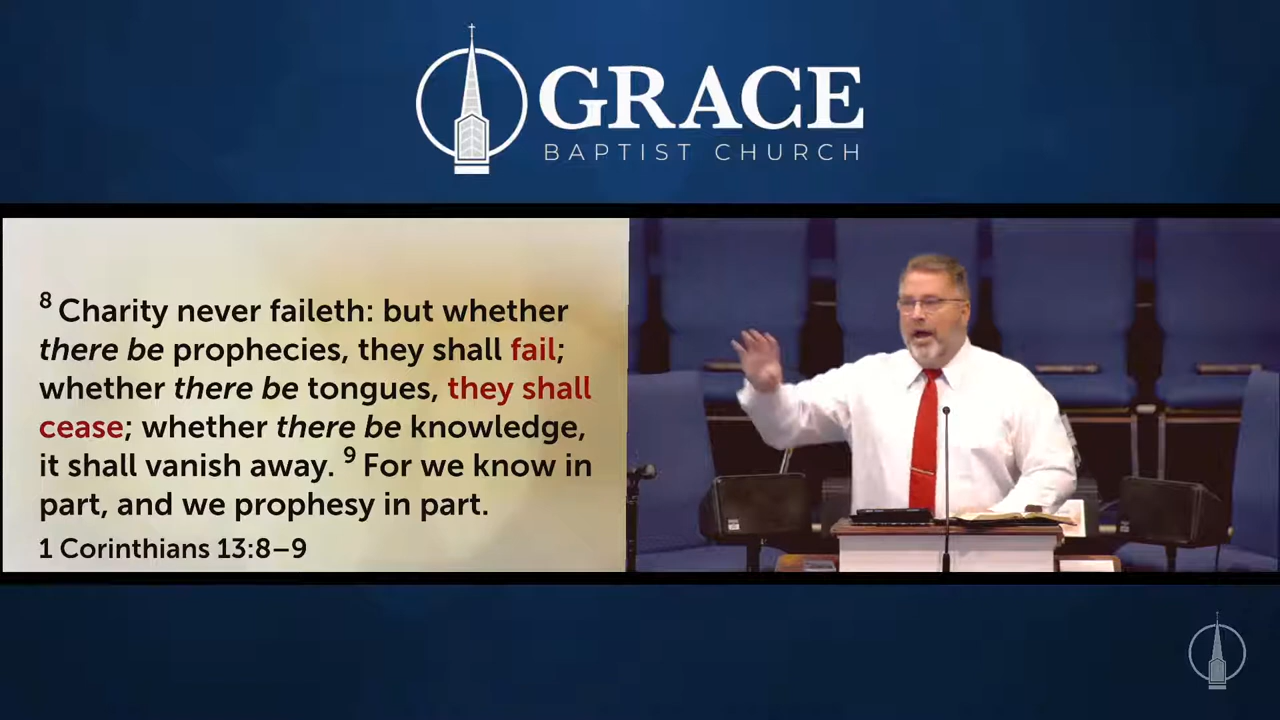 GRACE
BAPTIST CHURCH
⁸ Charity never faileth: but whether
there be prophecies, they shall fail;
whether there be tongues, they shall
cease; whether there be knowledge,
it shall vanish away. ⁹ For we know in
part, and we prophesy in part.
1 Corinthians 13:8–9